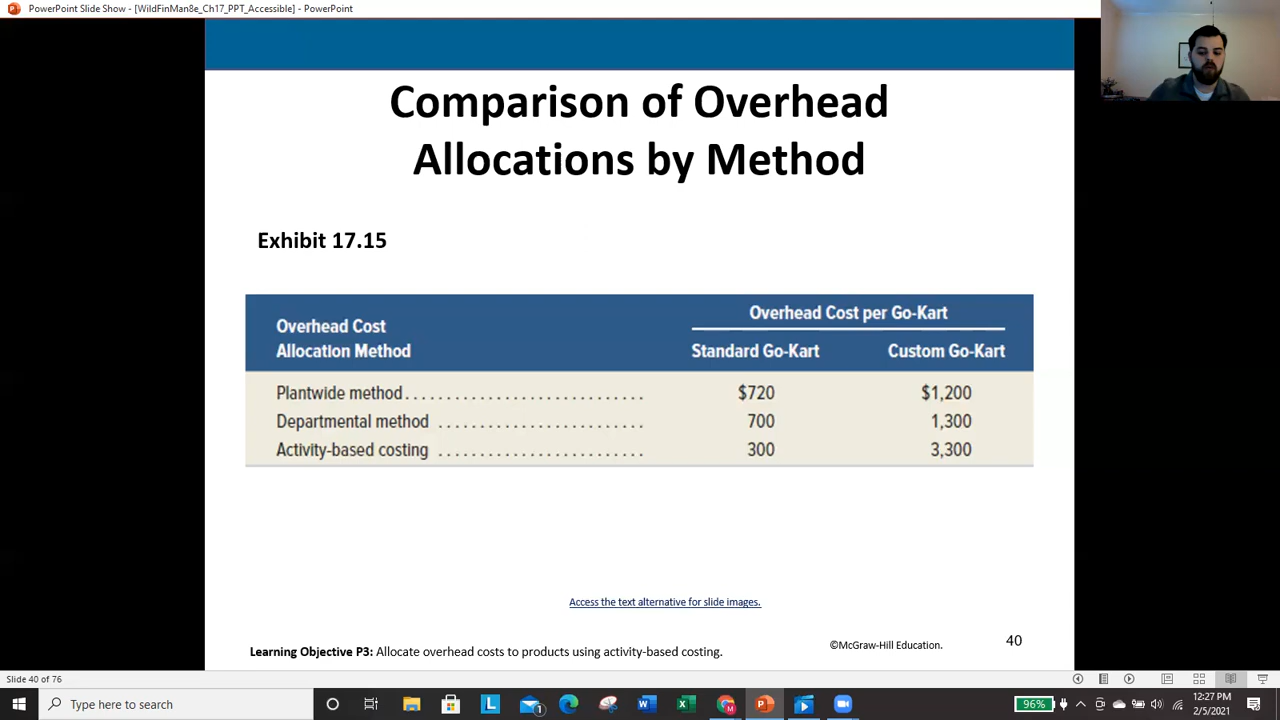 PowerPoint Slide Show - [WildFinMan8e_Ch17_PPT_Accessible] - PowerPoint
Comparison of Overhead
Allocations by Method
Exhibit 17.15
Overhead Cost per Go-Kart
Overhead Cost
Allocation Method
Standard Go-Kart Custom Go-Kart
Plantwide method............................. $720 $1,200
Departmental method ......................... 700 1,300
Activity-based costing ......................... 300 3,300
Access the text alternative for slide images.
Learning Objective P3: Allocate overhead costs to products using activity-based costing.
©McGraw-Hill Education.
40
Slide 40 of 76
Type here to search
96%
12:27 PM
2/5/2021